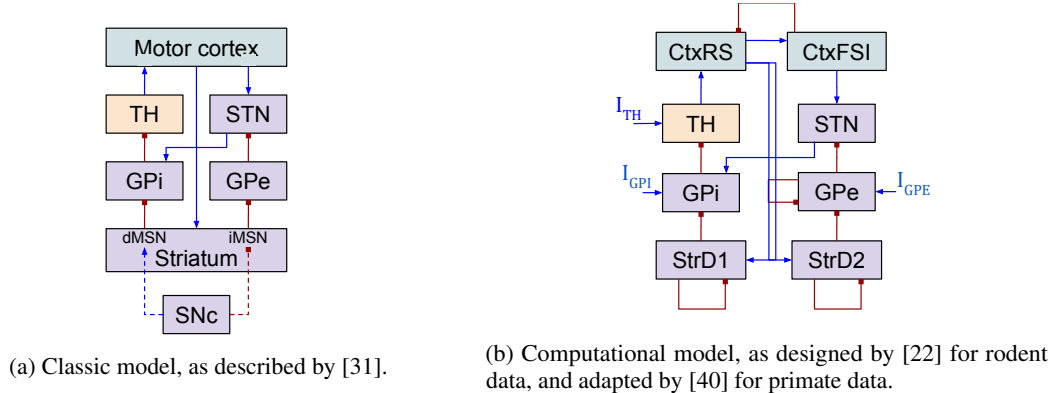 Motor cortex
TH
STN
GPi
GPe
dMSN
iMSN
Striatum
SNc
(a) Classic model, as described by [31].
CtxRS
CtxFSI
I_TH
TH
STN
I_GPI
GPi
GPe
I_GPE
StrD1
StrD2
(b) Computational model, as designed by [22] for rodent
data, and adapted by [40] for primate data.